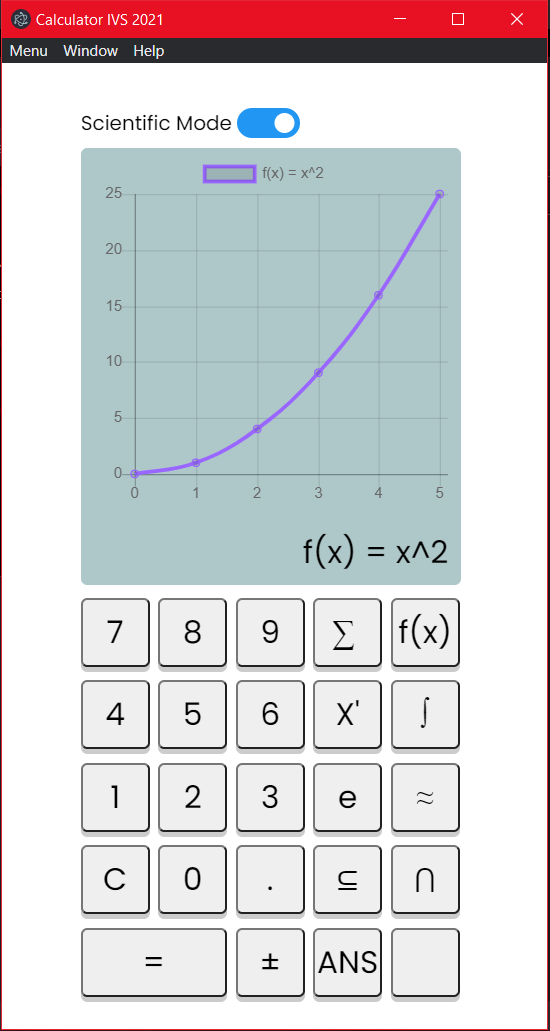 Calculator IVS 2021
Menu Window Help
Scientific Mode
f(x) = x^2
25
20
15
10
5
0
0 1 2 3 4 5
f(x) = x^2
7 8 9 ∑ f(x)
4 5 6 X' ∫
1 2 3 e ≈
C 0 . ⊆ ∩
= ± ANS